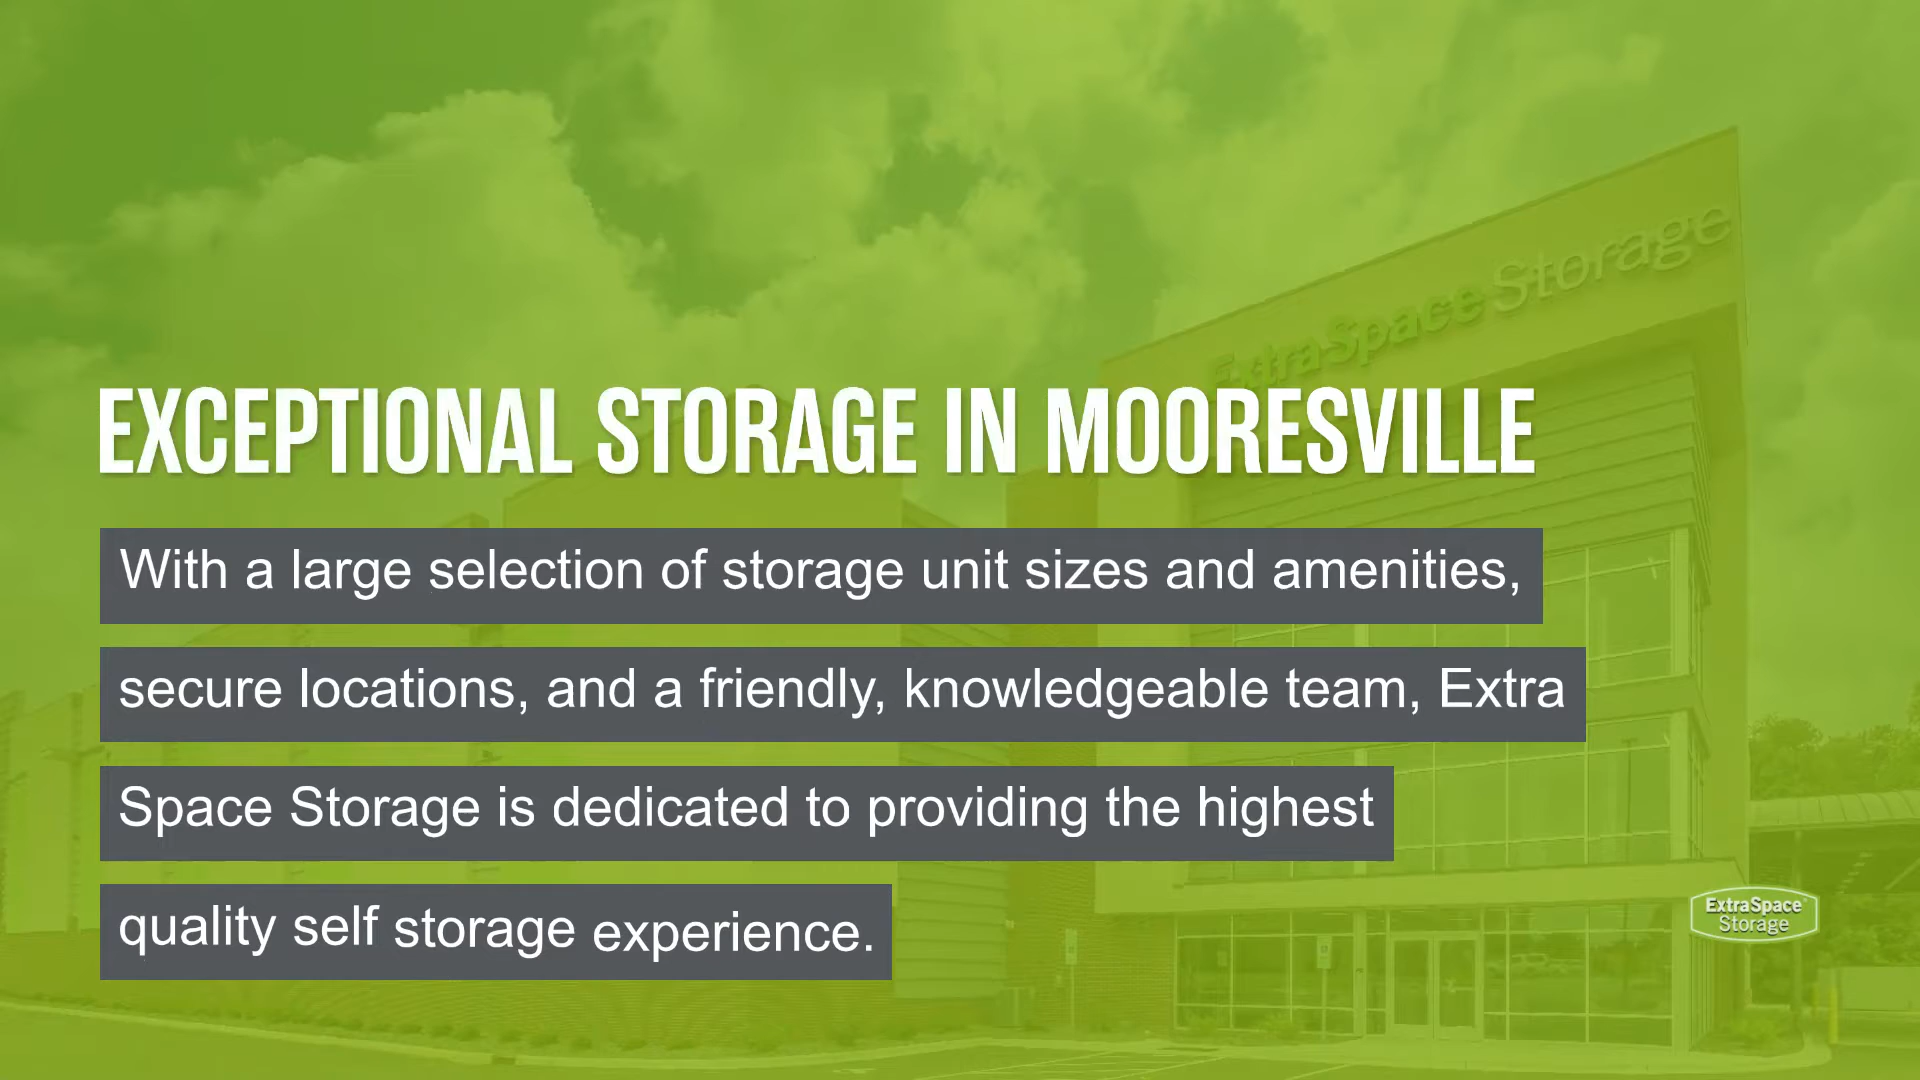 ExtraSpace Storage
EXCEPTIONAL STORAGE IN MOORESVILLE
With a large selection of storage unit sizes and amenities,
secure locations, and a friendly, knowledgeable team, Extra
Space Storage is dedicated to providing the highest
quality self storage experience.
ExtraSpace
Storage